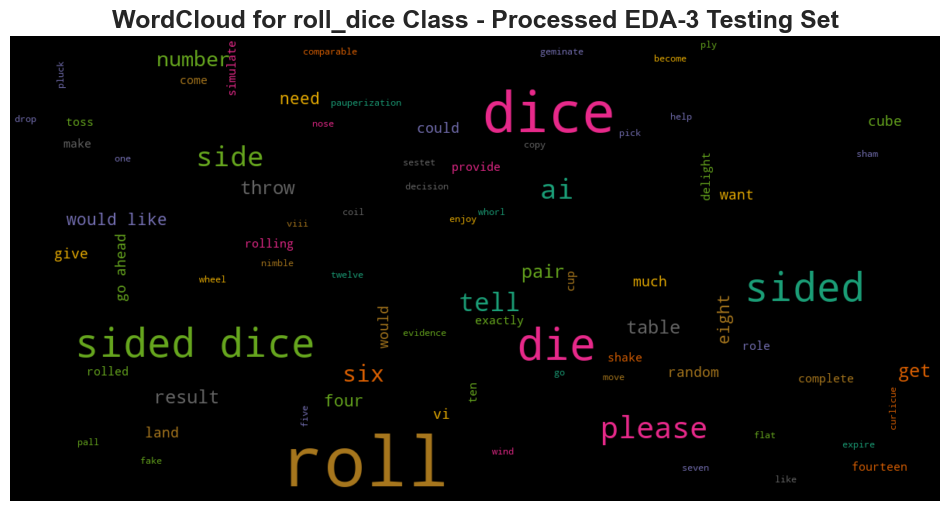 WordCloud for roll_dice Class - Processed EDA-3 Testing Set
pluck
number
come
simulate
comparable
geminate
ply
become
drop
toss
make
need
pauperization
nose
could
dice
copy
pick
help
cube
sham
one
side
throw
sestet
decision
provide
ai
delight
want
would like
viii
coil
enjoy
whorl
give
go ahead
rolling
nimble
wheel
twelve
tell
pair
cup
much
sided
sided dice
would
evidence
exactly
die
table
eight
role
rolled
six
shake
random
complete
get
go
move
result
four
five
ten
vi
please
curlicue
land
pall
fake
roll
wind
flat
expire
seven
like
fourteen